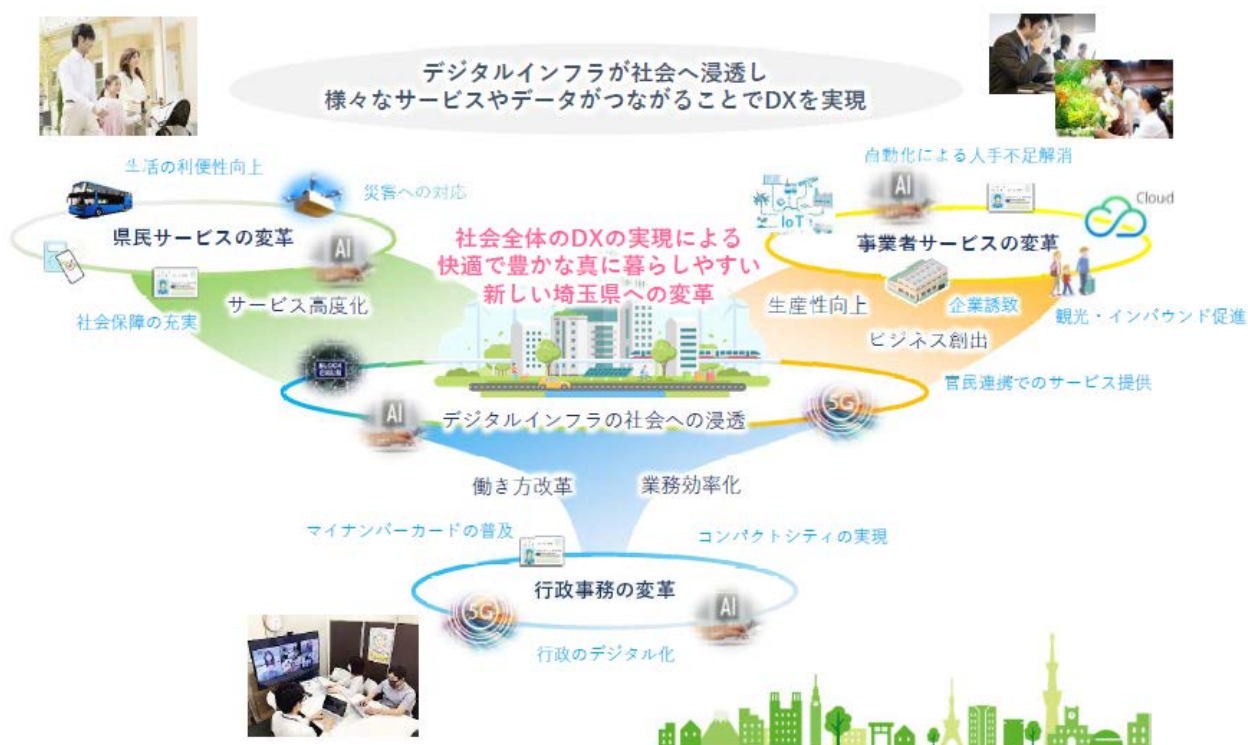 デジタルインフラが社会へ浸透し
様々なサービスやデータがつながることでDXを実現
生活の利便性向上
災害への対応
県民サービスの変革
AI
サービス高度化
社会保障の充実
社会全体のDXの実現による
快適で豊かな真に暮らしやすい
新しい埼玉県への変革
自動化による人手不足解消
AI
IoT
Cloud
事業者サービスの変革
生産性向上
企業誘致
観光・インバウンド促進
ビジネス創出
官民連携でのサービス提供
BLOCK
CHAIN
AI
デジタルインフラの社会への浸透
5G
働き方改革
業務効率化
マイナンバーカードの普及
コンパクトシティの実現
行政事務の変革
5G
AI
行政のデジタル化